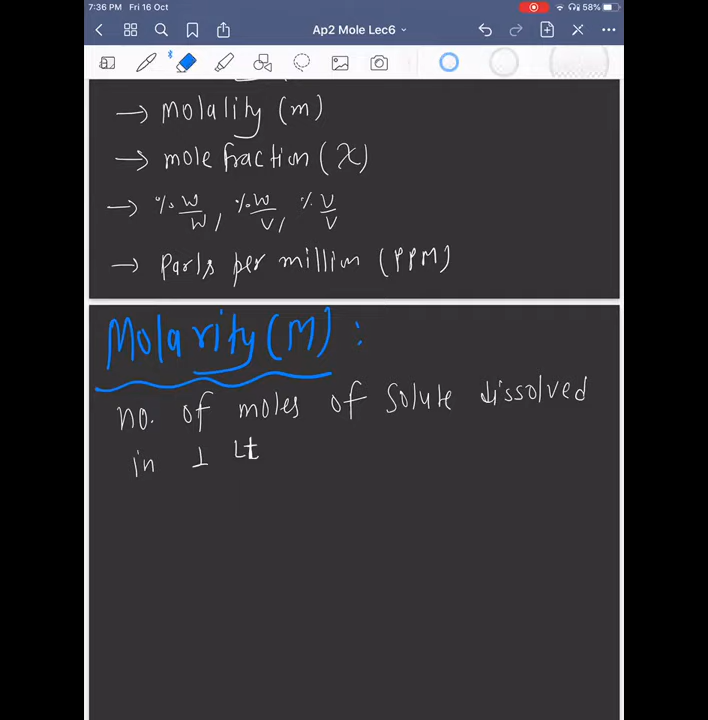 7:36 PM Fri 16 Oct
58%
Ap2 Mole Lec6
→ Molality (m)
→ mole fraction (χ)
→ % W/W, % W/V, % V/V
→ Parts per million (PPM)
Molarity (M) :
no. of moles of Solute dissolved
in 1 Lt